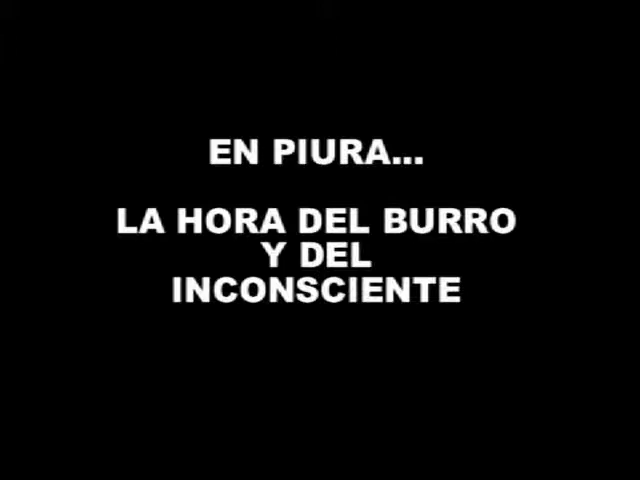 EN PIURA...
LA HORA DEL BURRO
Y DEL
INCONSCIENTE